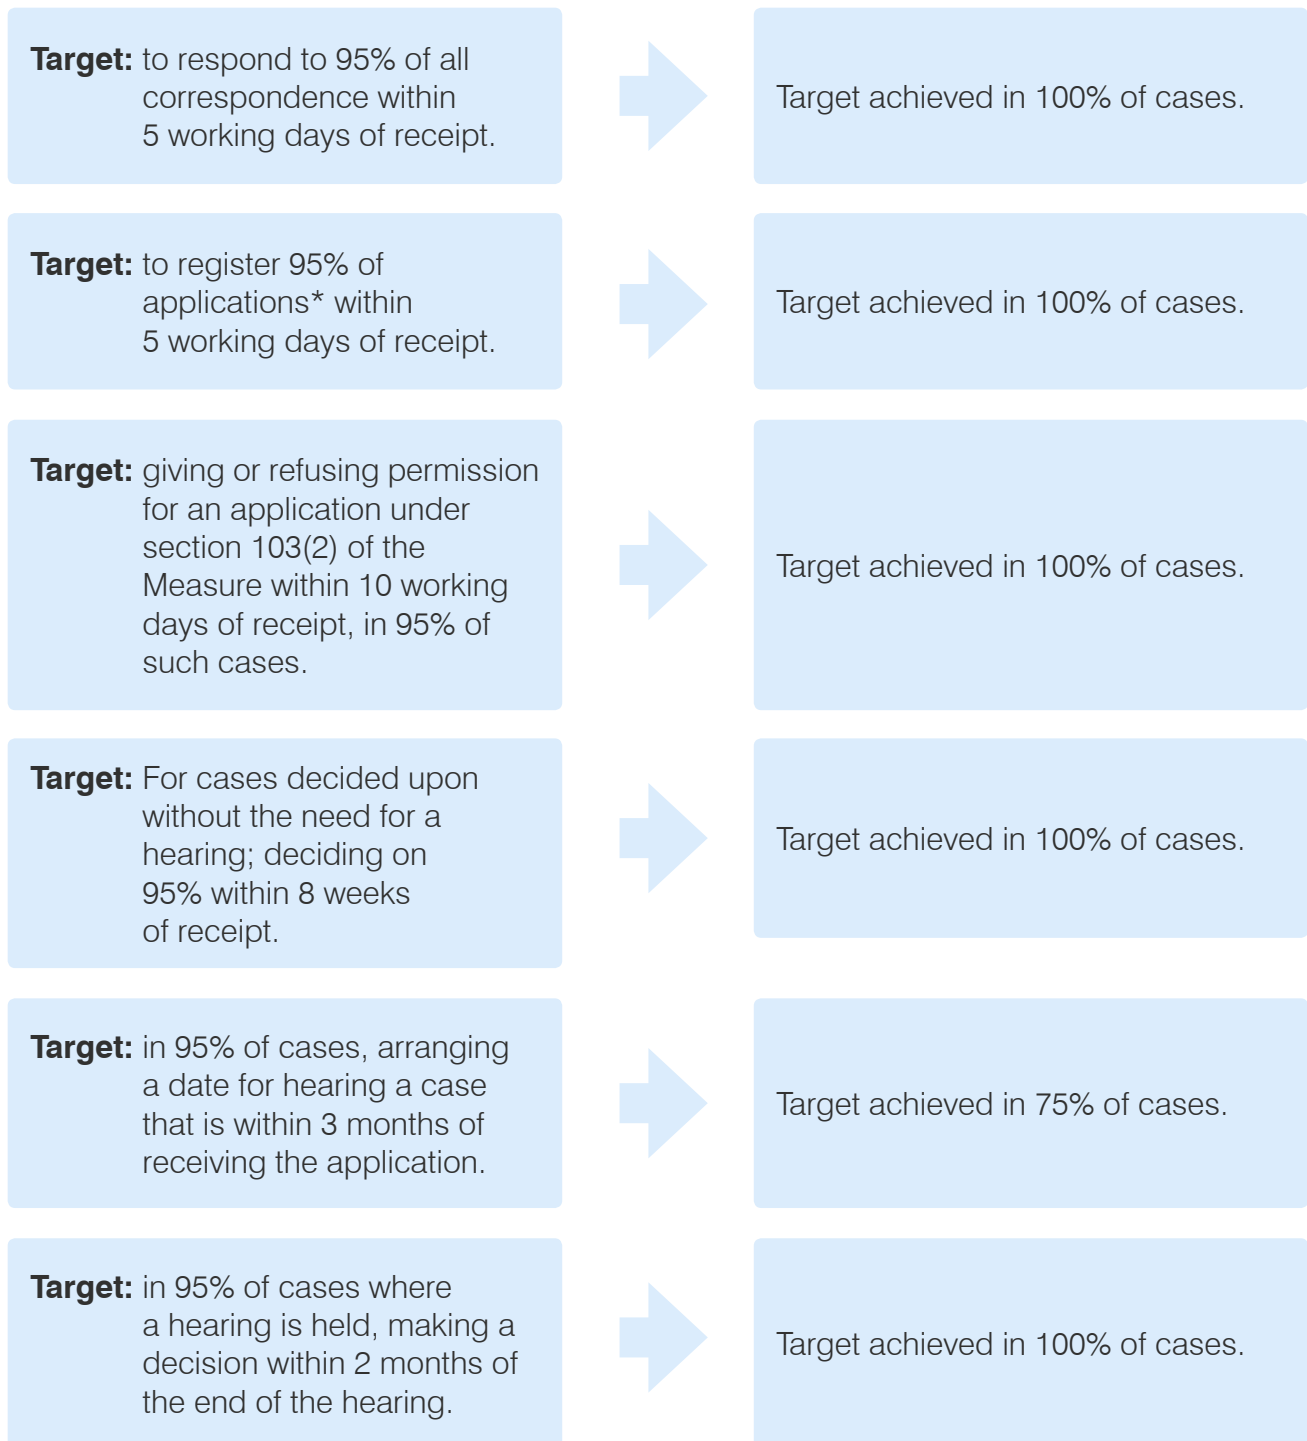 Target: to respond to 95% of all
correspondence within
5 working days of receipt.
Target achieved in 100% of cases.
Target: to register 95% of
applications* within
5 working days of receipt.
Target achieved in 100% of cases.
Target: giving or refusing permission
for an application under
section 103(2) of the
Measure within 10 working
days of receipt, in 95% of
such cases.
Target achieved in 100% of cases.
Target: For cases decided upon
without the need for a
hearing; deciding on
95% within 8 weeks
of receipt.
Target achieved in 100% of cases.
Target: in 95% of cases, arranging
a date for hearing a case
that is within 3 months of
receiving the application.
Target achieved in 75% of cases.
Target: in 95% of cases where
a hearing is held, making a
decision within 2 months of
the end of the hearing.
Target achieved in 100% of cases.